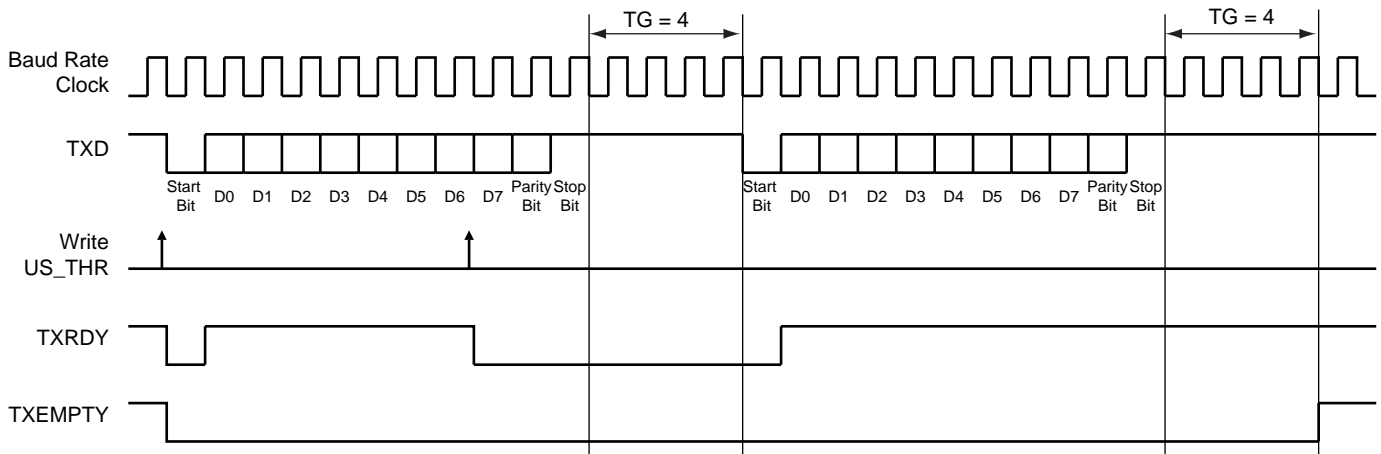 TG = 4
TG = 4
Baud Rate
Clock
TXD
Start
Bit
D0
D1
D2
D3
D4
D5
D6
D7
Parity
Bit
Stop
Bit
Start
Bit
D0
D1
D2
D3
D4
D5
D6
D7
Parity
Bit
Stop
Bit
Write
US_THR
TXRDY
TXEMPTY